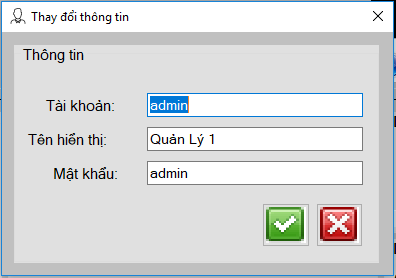 Thay đổi thông tin
Thông tin
Tài khoản: admin
Tên hiển thị: Quản Lý 1
Mật khẩu: admin